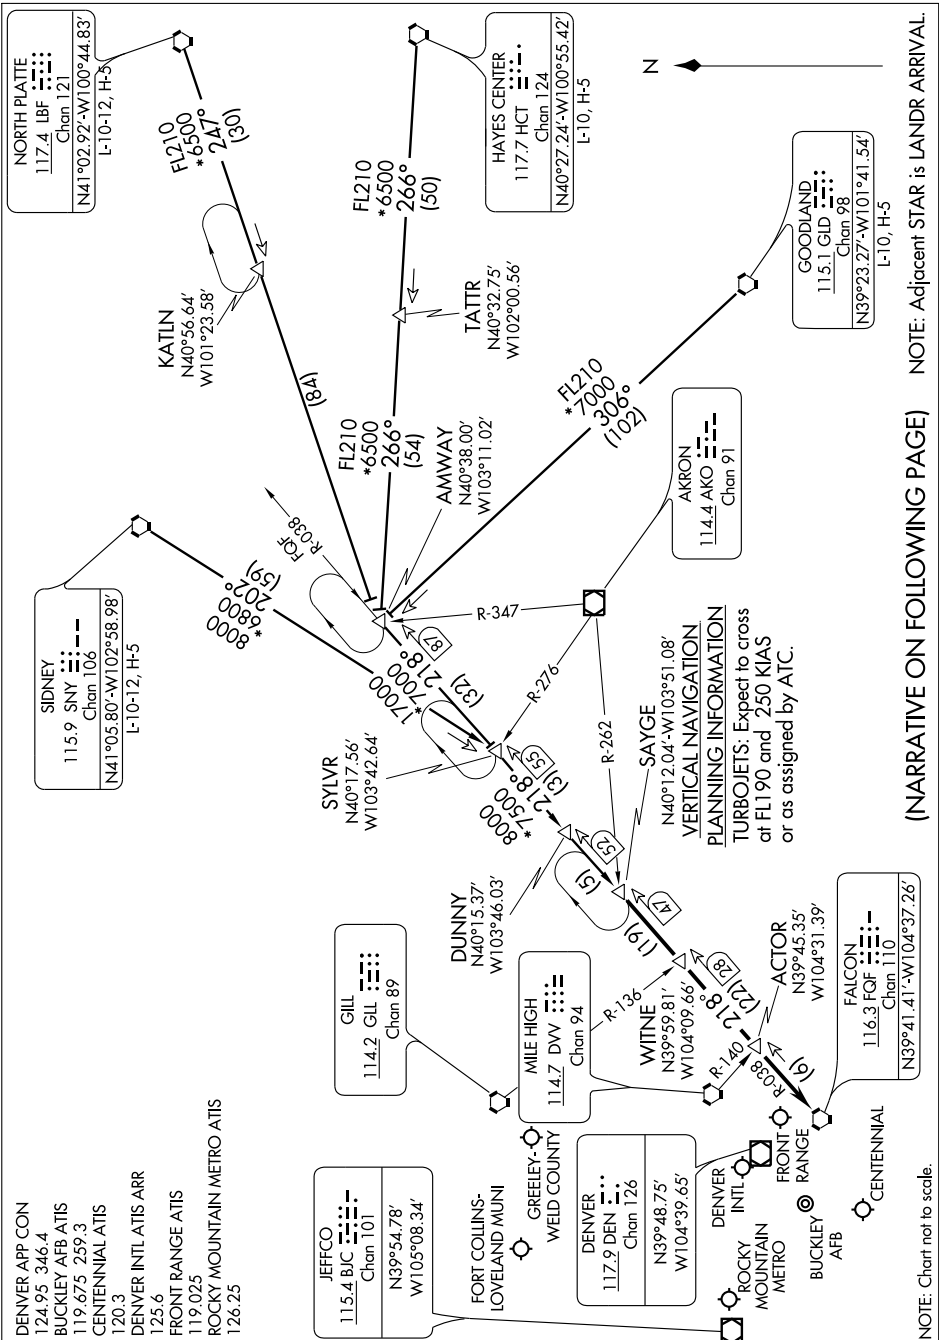 DENVER APP CON
124.95 346.4
BUCKLEY AFB ATIS
119.675 259.3
CENTENNIAL ATIS
120.3
DENVER INTL ATIS ARR
125.6
FRONT RANGE ATIS
119.025
ROCKY MOUNTAIN METRO ATIS
126.25
SIDNEY
115.9 SNY
Chan 106
N41°05.80'-W102°58.98'
L-10-12, H-5
NORTH PLATTE
117.4 LBF
Chan 121
N41°02.92'-W100°44.83'
L-10-12, H-5
FL210
*6500
247°
(30)
KATLN
N40°56.64'
W101°23.58'
(84)
8000
*6800
202°
(59)
FQF
R-038
HAYES CENTER
117.7 HCT
Chan 124
N40°27.24'-W100°55.42'
L-10, H-5
FL210
*6500
266°
(50)
TATTR
N40°32.75'
W102°00.56'
FL210
*6500
266°
(54)
AMWAY
N40°38.00'
W103°11.02'
N
GOODLAND
115.1 GLD
Chan 98
N39°23.27'-W101°41.54'
L-10, H-5
FL210
*7000
306°
(102)
AKRON
114.4 AKO
Chan 91
R-347
R-276
R-262
87
17000
*7000
218°
(32)
SYLVR
N40°17.56'
W103°42.64'
55
8000
*7500
218°
(3)
DUNNY
N40°15.37'
W103°46.03'
52
(5)
SAYGE
N40°12.04'-W103°51.08'
VERTICAL NAVIGATION
PLANNING INFORMATION
TURBOJETS: Expect to cross
at FL190 and 250 KIAS
or as assigned by ATC.
47
(19)
WITNE
N39°59.81'
W104°09.66'
28
218°
(22)
ACTOR
N39°45.35'
W104°31.39'
R-038
(6)
R-136
R-140
GILL
114.2 GLL
Chan 89
MILE HIGH
114.7 DVV
Chan 94
FALCON
116.3 FQF
Chan 110
N39°41.41'-W104°37.26'
JEFFCO
115.4 BJC
Chan 101
N39°54.78'
W105°08.34'
DENVER
117.9 DEN
Chan 126
N39°48.75'
W104°39.65'
FORT COLLINS-
LOVELAND MUNI
GREELEY-
WELD COUNTY
ROCKY
MOUNTAIN
METRO
DENVER
INTL
FRONT
RANGE
BUCKLEY
AFB
CENTENNIAL
(NARRATIVE ON FOLLOWING PAGE)
NOTE: Adjacent STAR is LANDR ARRIVAL.
NOTE: Chart not to scale.